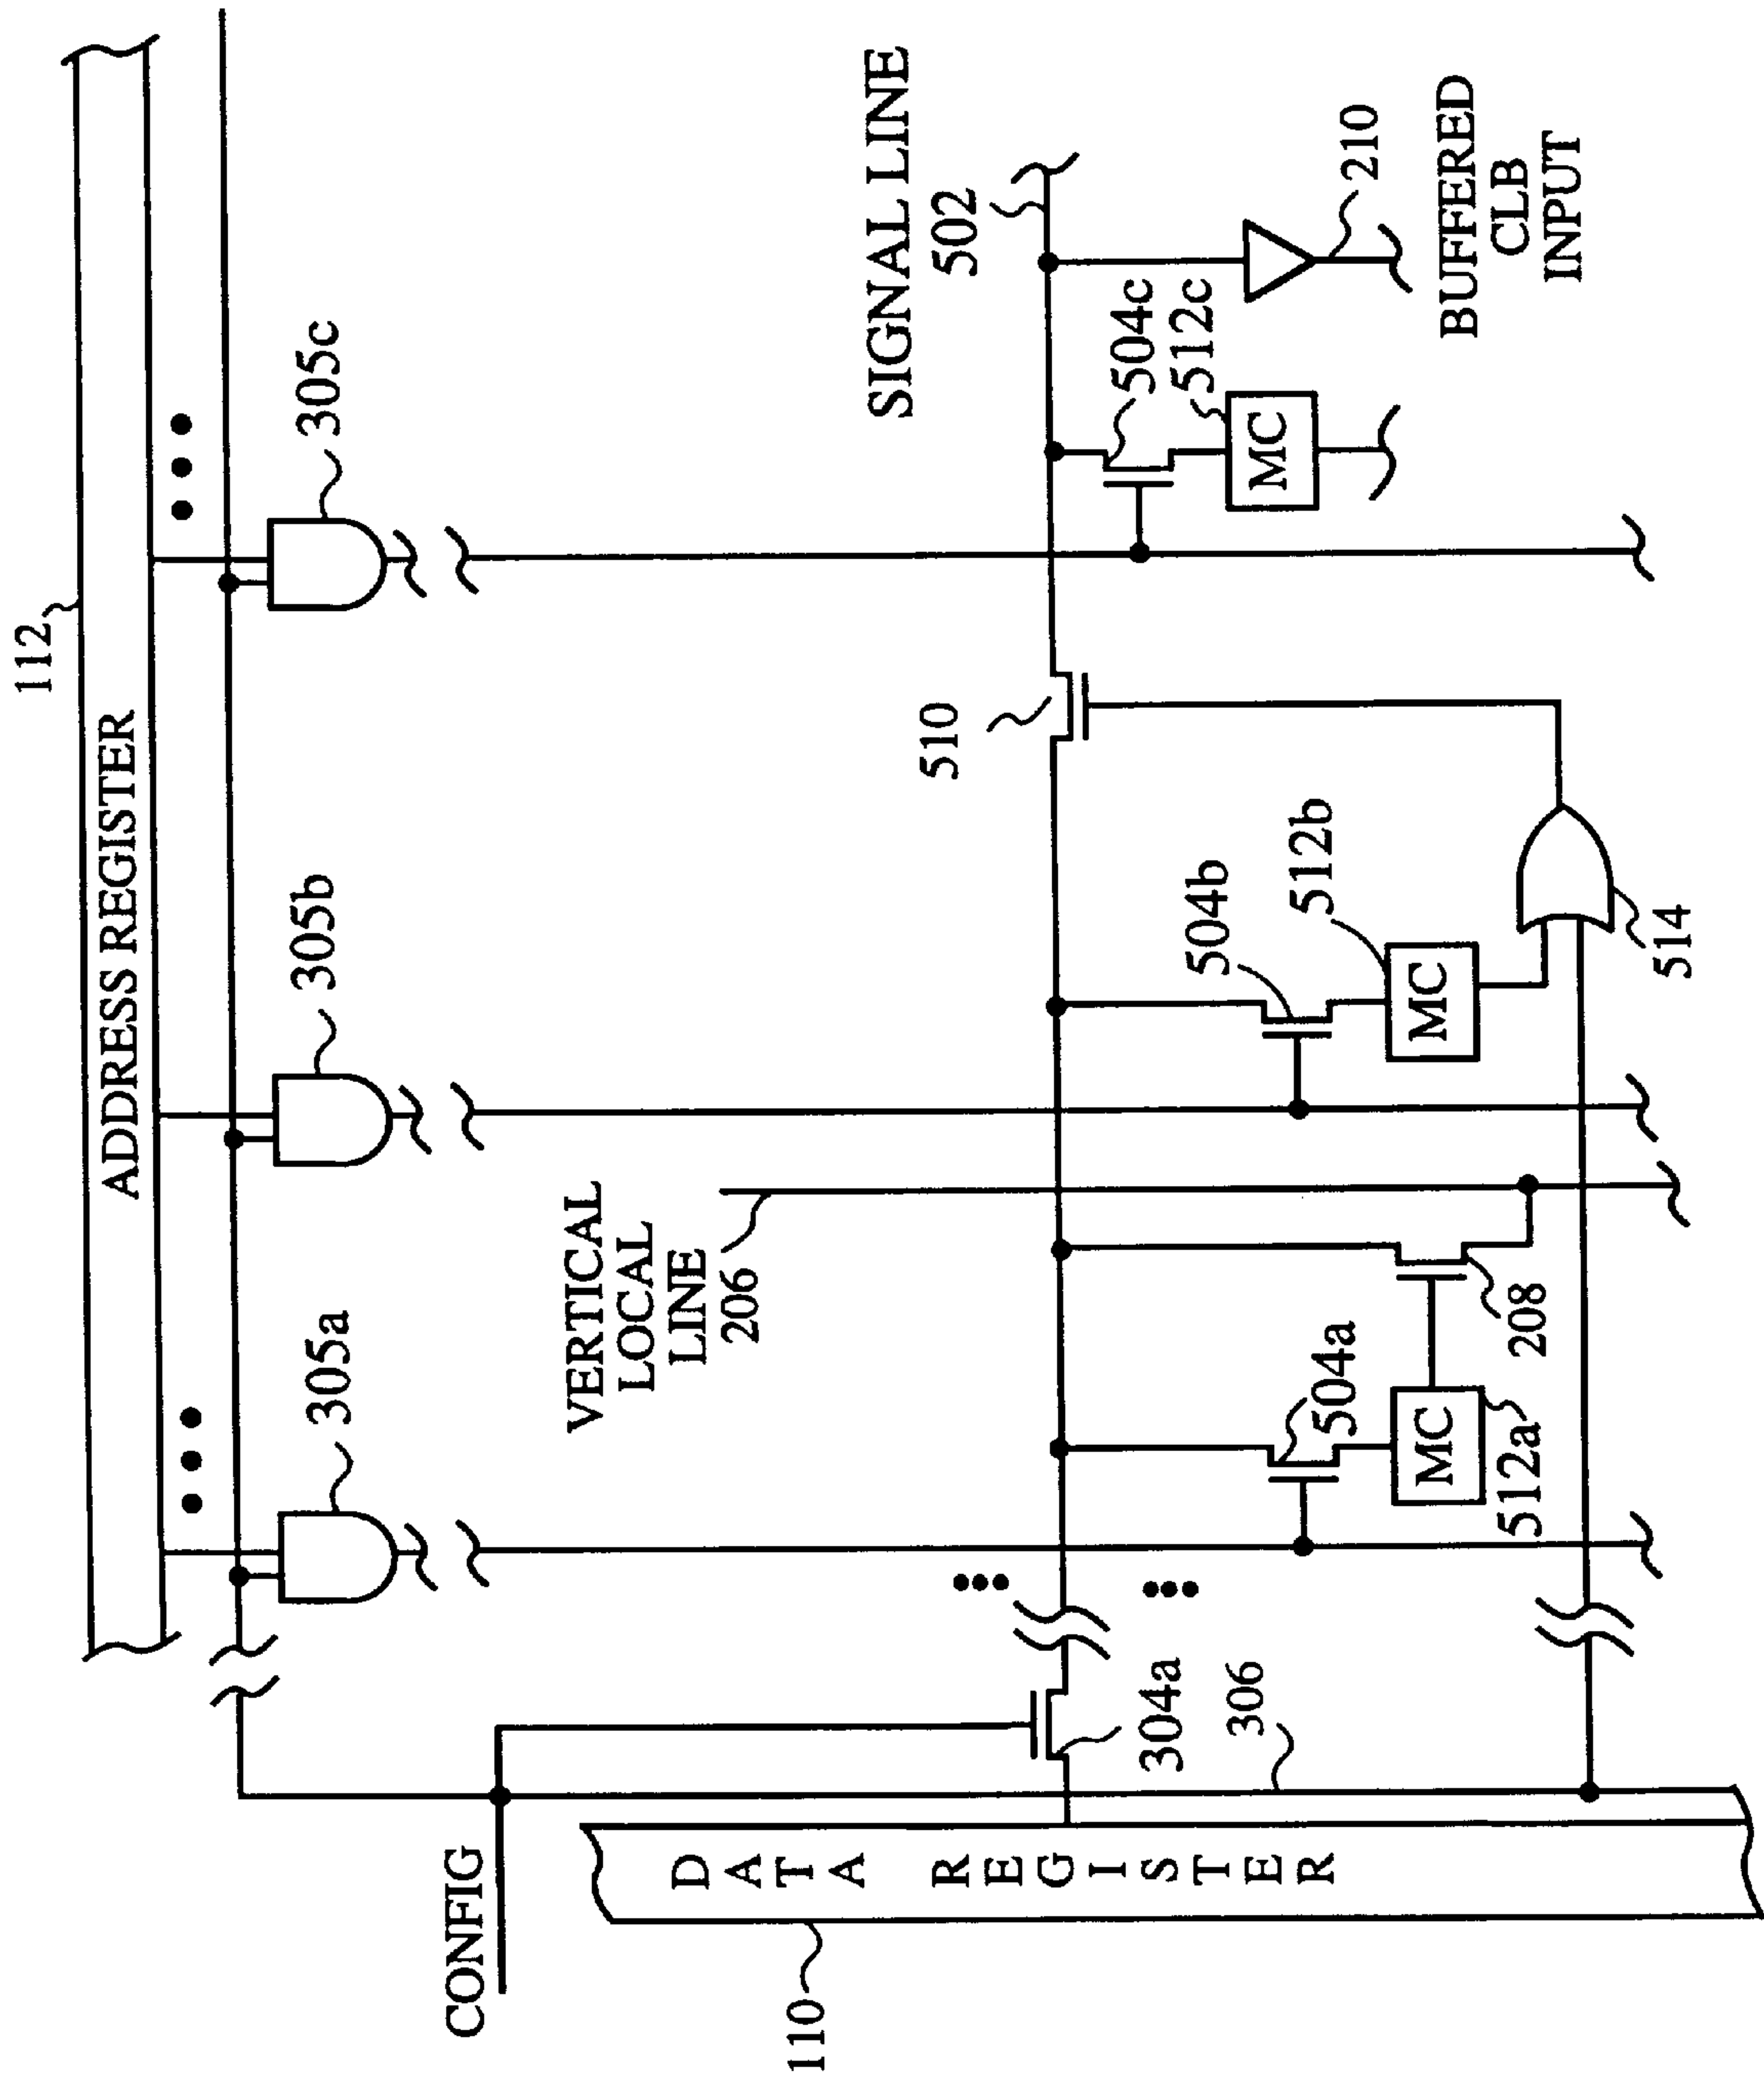 112
ADDRESS REGISTER
305a
305b
305c
CONFIG
VERTICAL
LOCAL
LINE
206
SIGNAL LINE
502
510
110
DATA REGISTER
304a
306
504a
MC
512a
208
504b
512b
MC
514
504c
512c
MC
210
BUFFERED
CLB
INPUT